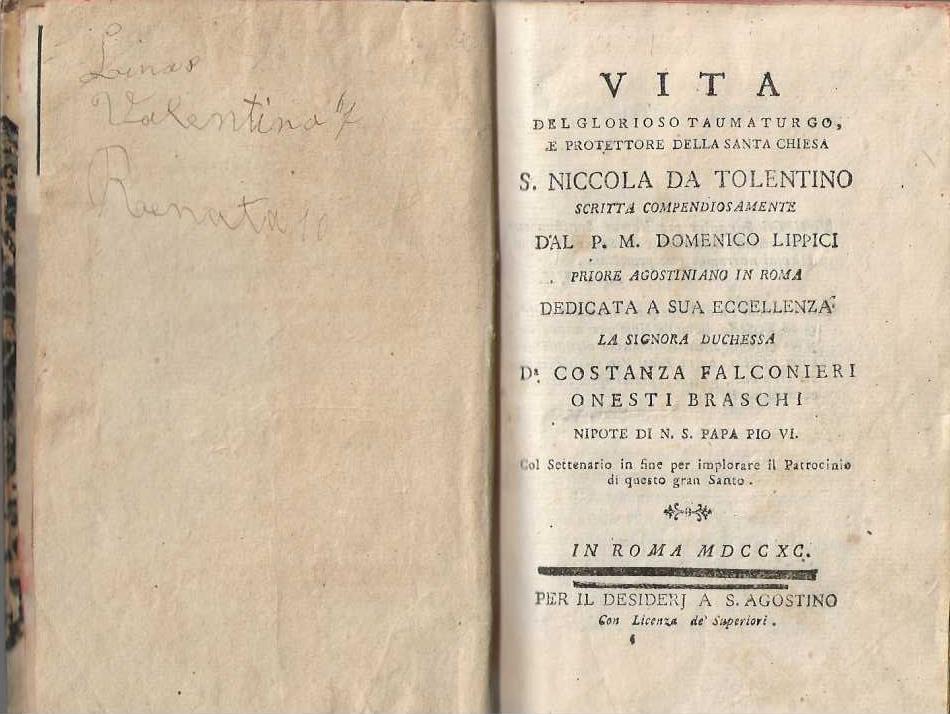 Valentino
Renata
VITA
DEL GLORIOSO TAUMATURGO,
E PROTETTORE DELLA SANTA CHIESA
S. NICCOLA DA TOLENTINO
SCRITTA COMPENDIOSAMENTE
DAL P. M. DOMENICO LIPPICI
PRIORE AGOSTINIANO IN ROMA
DEDICATA A SUA ECCELLENZA
LA SIGNORA DUCHESSA
Dª. COSTANZA FALCONIERI
ONESTI BRASCHI
NIPOTE DI N. S. PAPA PIO VI.
Col Settenario in fine per implorare il Patrocinio
di questo gran Santo.
IN ROMA MDCCXC.
PER IL DESIDERJ A S. AGOSTINO
Con Licenza de' Superiori.